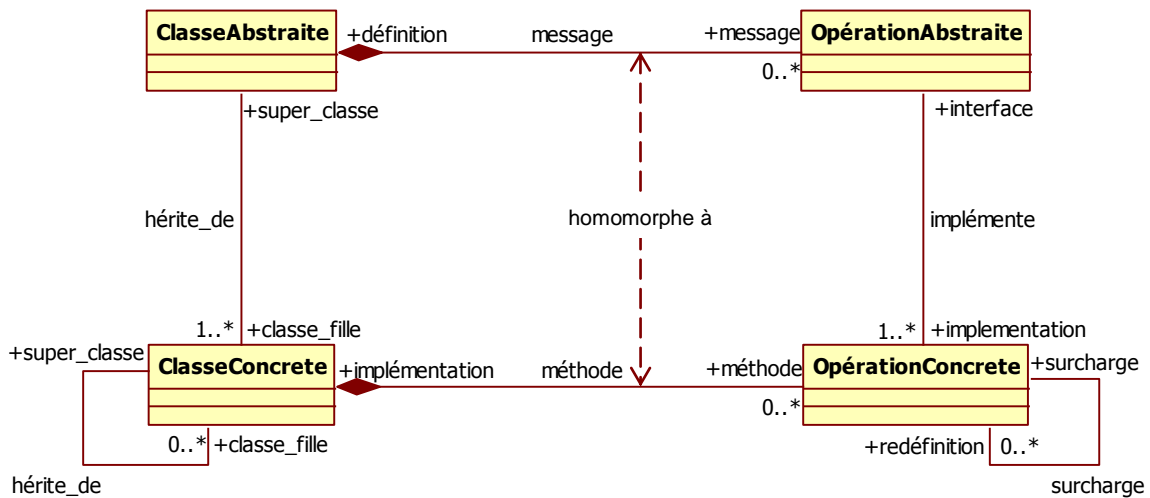 ClasseAbstraite
+définition
message
+message
OpérationAbstraite
0..*
+super_classe
+interface
hérite_de
homomorphe à
implémente
1..*
+classe_fille
1..*
+implementation
+super_classe
ClasseConcrete
+implémentation
méthode
+méthode
OpérationConcrete
+surcharge
0..*
0..*
+classe_fille
+redéfinition
0..*
hérite_de
surcharge